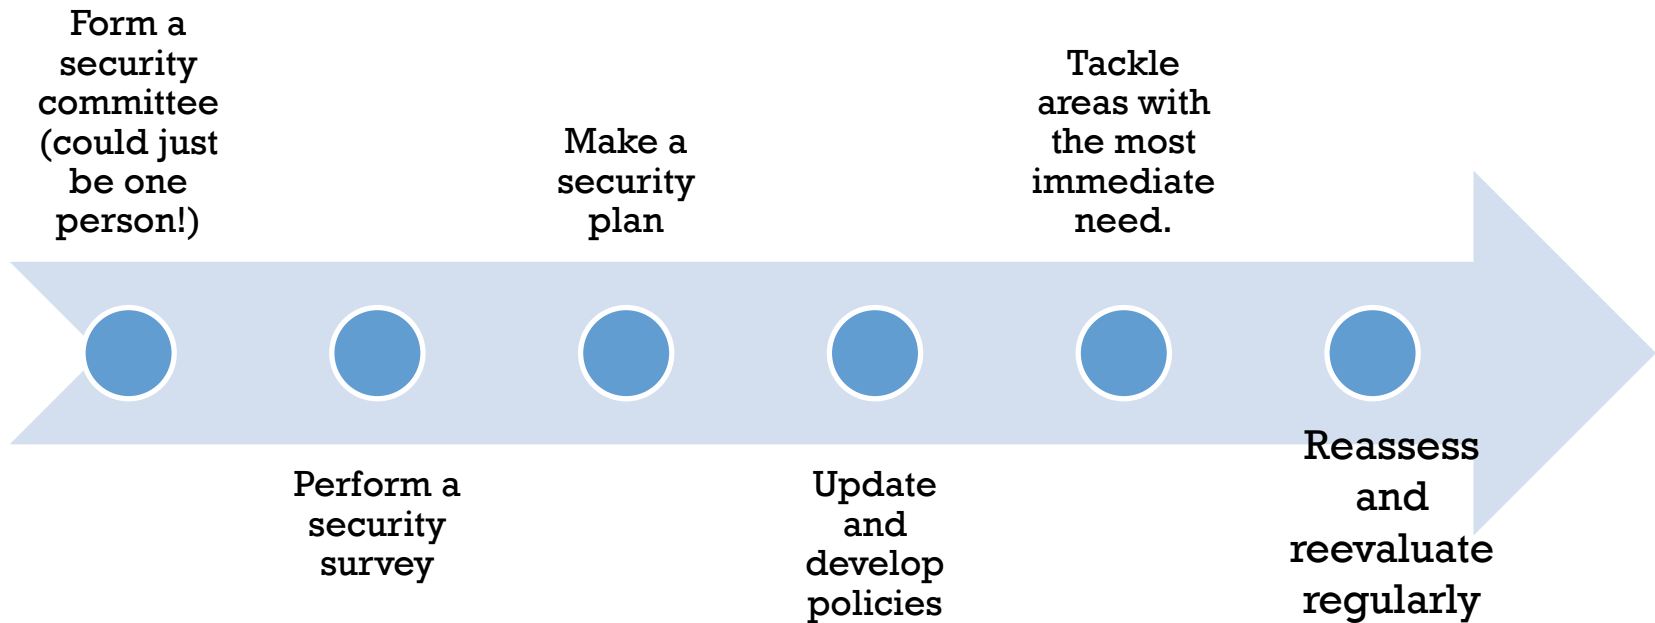 Form a
security
committee
(could just
be one
person!)
Perform a
security
survey
Make a
security
plan
Update
and
develop
policies
Tackle
areas with
the most
immediate
need.
Reassess
and
reevaluate
regularly